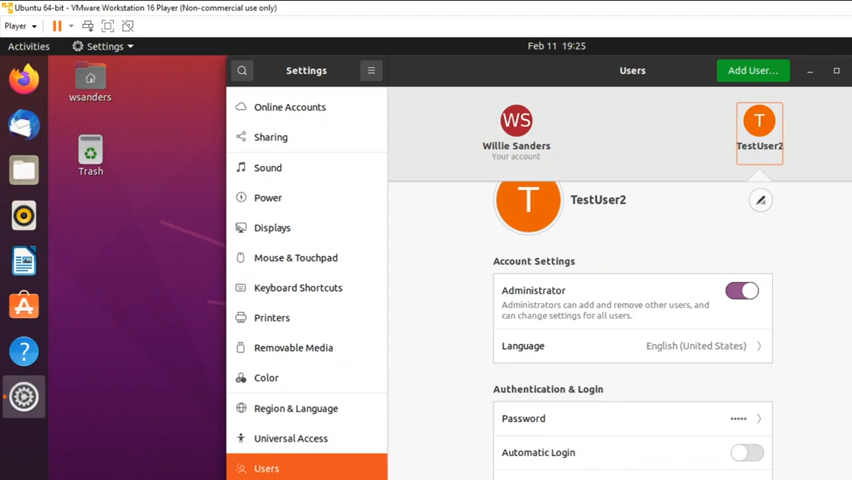 Ubuntu 64-bit - VMware Workstation 16 Player (Non-commercial use only)
Player
Activities
Settings
Feb 11 19:25
Settings
Users
Add User...
wsanders
Trash
Online Accounts
Sharing
Sound
Power
Displays
Mouse & Touchpad
Keyboard Shortcuts
Printers
Removable Media
Color
Region & Language
Universal Access
Users
WS
Willie Sanders
Your account
T
TestUser2
T
TestUser2
Account Settings
Administrator
Administrators can add and remove other users, and
can change settings for all users.
Language
English (United States)
Authentication & Login
Password
•••••
Automatic Login